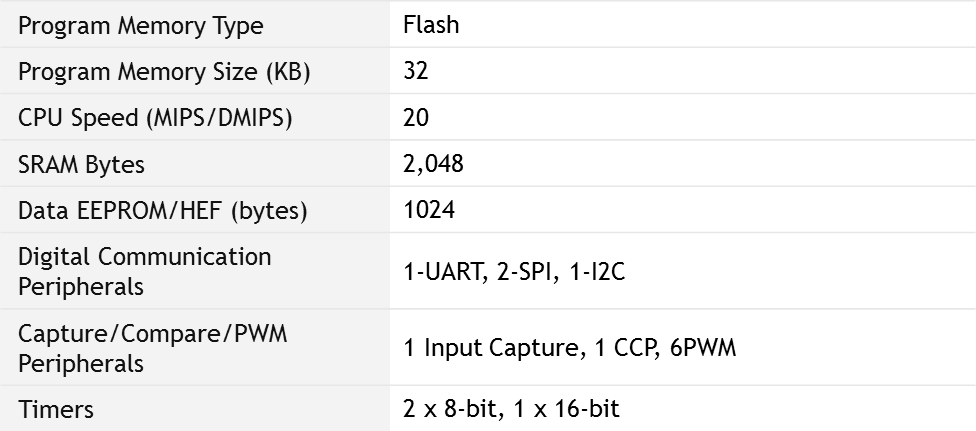 Program Memory Type Flash
Program Memory Size (KB) 32
CPU Speed (MIPS/DMIPS) 20
SRAM Bytes 2,048
Data EEPROM/HEF (bytes) 1024
Digital Communication
Peripherals
1-UART, 2-SPI, 1-I2C
Capture/Compare/PWM
Peripherals
1 Input Capture, 1 CCP, 6PWM
Timers 2 x 8-bit, 1 x 16-bit